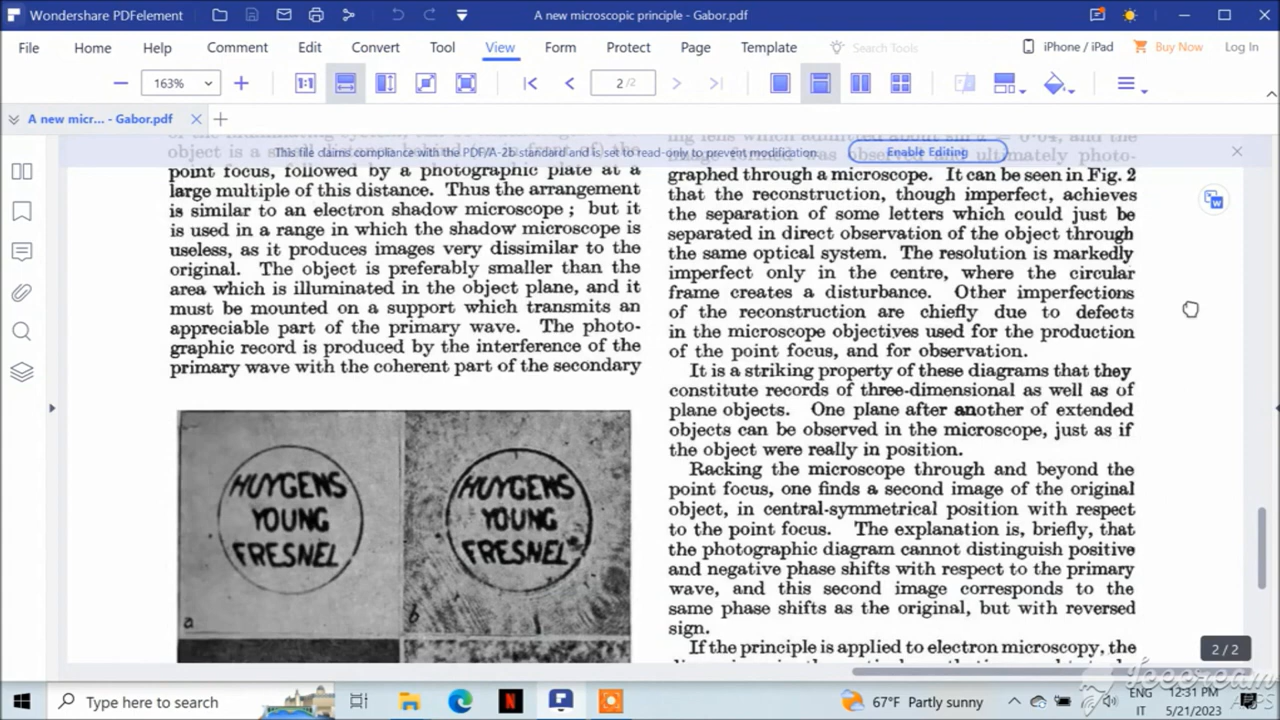 Wondershare PDFelement
A new microscopic principle - Gabor.pdf
File Home Help Comment Edit Convert Tool View Form Protect Page Template Search Tools iPhone / iPad Buy Now Log In
163% 1:1 2 /2
A new micr... - Gabor.pdf
This file claims compliance with the PDF/A-2b standard and is set to read-only to prevent modification.
Enable Editing
point focus, followed by a photographic plate at a
large multiple of this distance. Thus the arrangement
is similar to an electron shadow microscope ; but it
is used in a range in which the shadow microscope is
useless, as it produces images very dissimilar to the
original. The object is preferably smaller than the
area which is illuminated in the object plane, and it
must be mounted on a support which transmits an
appreciable part of the primary wave. The photo-
graphic record is produced by the interference of the
primary wave with the coherent part of the secondary
HUYGENS
YOUNG
FRESNEL
a
HUYGENS
YOUNG
FRESNEL
b
ing lens which admitted about sin
graphed through a microscope. It can be seen in Fig. 2
that the reconstruction, though imperfect, achieves
the separation of some letters which could just be
separated in direct observation of the object through
the same optical system. The resolution is markedly
imperfect only in the centre, where the circular
frame creates a disturbance. Other imperfections
of the reconstruction are chiefly due to defects
in the microscope objectives used for the production
of the point focus, and for observation.
It is a striking property of these diagrams that they
constitute records of three-dimensional as well as of
plane objects. One plane after another of extended
objects can be observed in the microscope, just as if
the object were really in position.
Racking the microscope through and beyond the
point focus, one finds a second image of the original
object, in central-symmetrical position with respect
to the point focus. The explanation is, briefly, that
the photographic diagram cannot distinguish positive
and negative phase shifts with respect to the primary
wave, and this second image corresponds to the
same phase shifts as the original, but with reversed
sign.
If the principle is applied to electron microscopy, the
2 / 2
Icecream
APPS
Type here to search
67°F Partly sunny
ENG
IT
12:31 PM
5/21/2023